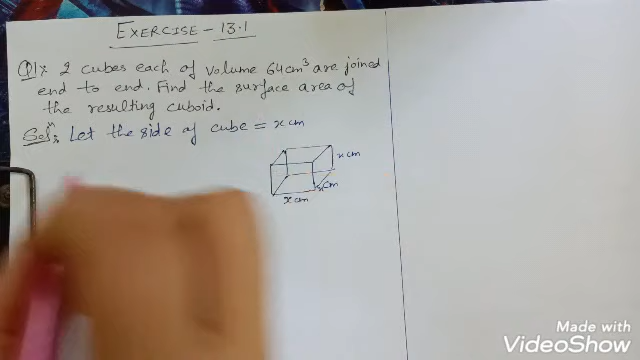 EXERCISE - 13.1
Q1 2 cubes each of volume 64cm³ are joined
end to end. Find the surface area of
the resulting cuboid.
Solⁿ: Let the side of cube = x cm
x cm
x cm
x cm
Made with
VideoShow